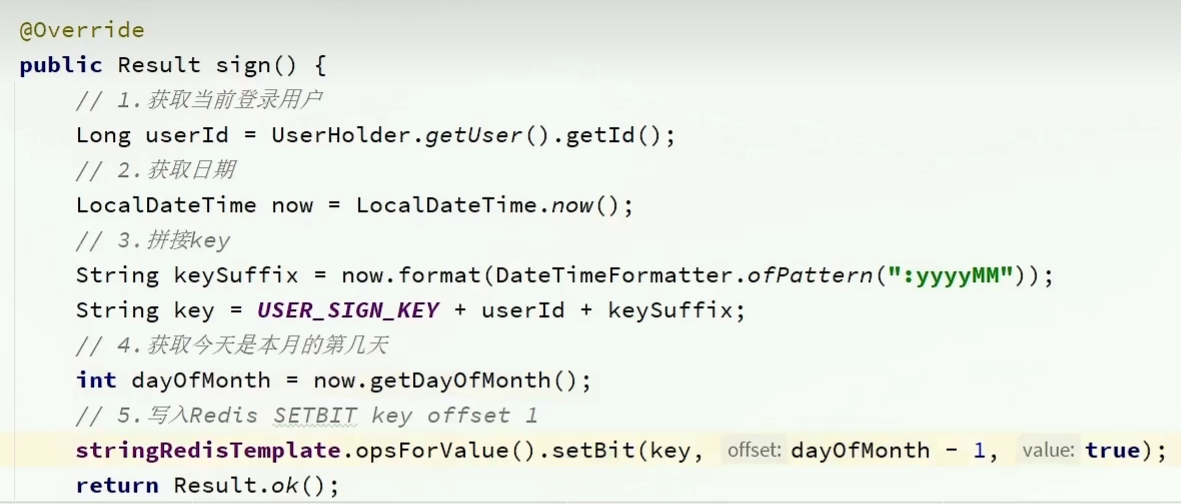 @Override
public Result sign() {
// 1.获取当前登录用户
Long userId = UserHolder.getUser().getId();
// 2.获取日期
LocalDateTime now = LocalDateTime.now();
// 3.拼接key
String keySuffix = now.format(DateTimeFormatter.ofPattern(":yyyyMM"));
String key = USER_SIGN_KEY + userId + keySuffix;
// 4.获取今天是本月的第几天
int dayOfMonth = now.getDayOfMonth();
// 5.写入Redis SETBIT key offset 1
stringRedisTemplate.opsForValue().setBit(key, offset: dayOfMonth - 1, value: true);
return Result.ok();